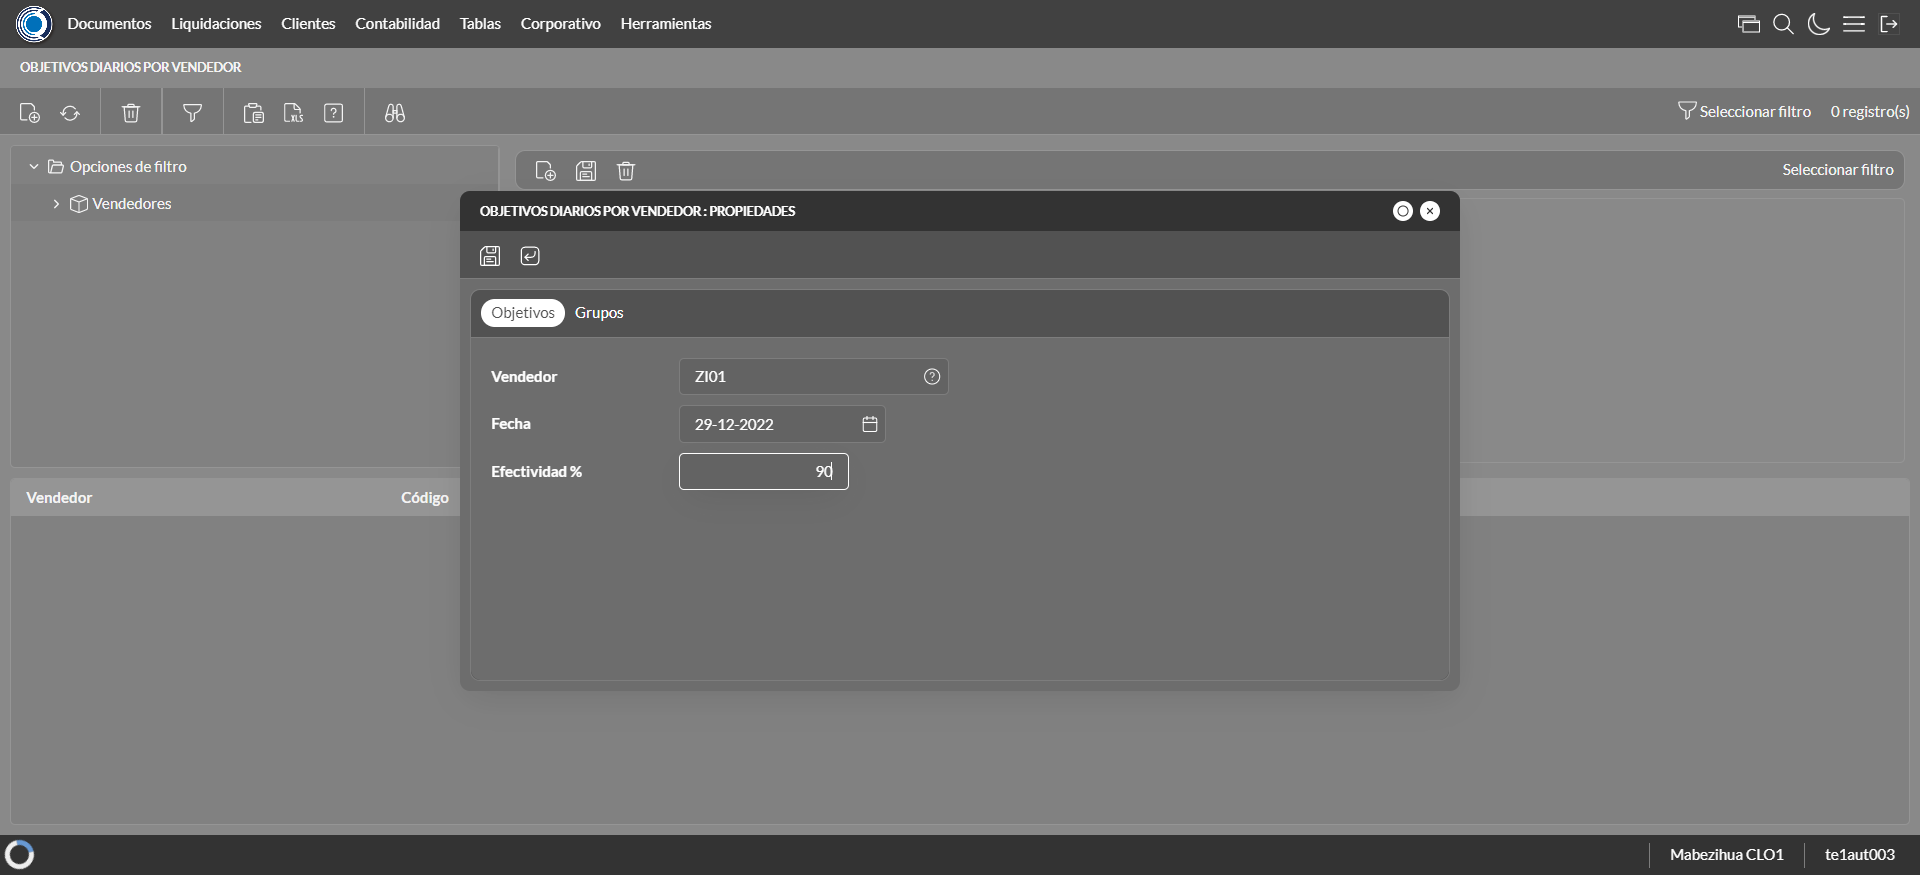 Documentos Liquidaciones Clientes Contabilidad Tablas Corporativo Herramientas
OBJETIVOS DIARIOS POR VENDEDOR
XLS ? Seleccionar filtro 0 registro(s)
Opciones de filtro
Seleccionar filtro
Vendedores
OBJETIVOS DIARIOS POR VENDEDOR : PROPIEDADES
Objetivos Grupos
Vendedor ZI01 ?
Fecha 29-12-2022
Efectividad % 90
Vendedor Código
Mabezihua CLO1 te1aut003